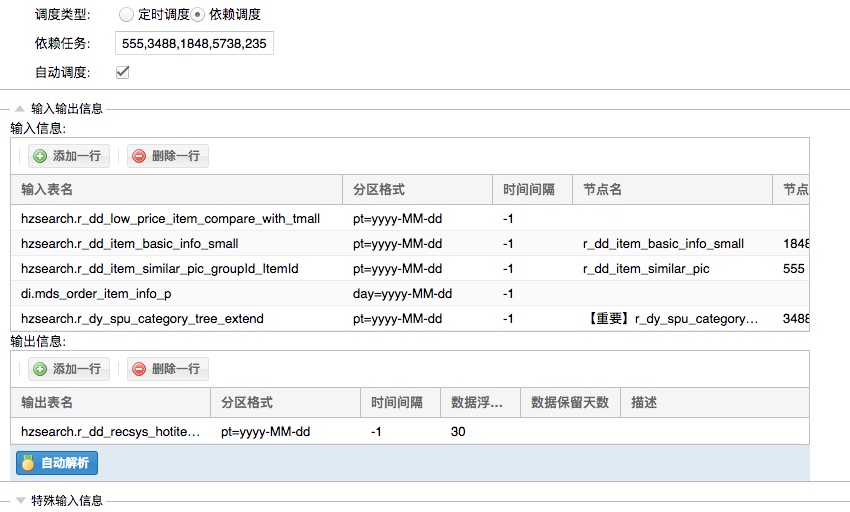 调度类型: 定时调度 依赖调度
依赖任务: 555,3488,1848,5738,235
自动调度:
输入输出信息
输入信息:
添加一行 删除一行
输入表名 分区格式 时间间隔 节点名 节点
hzsearch.r_dd_low_price_item_compare_with_tmall pt=yyyy-MM-dd -1
hzsearch.r_dd_item_basic_info_small pt=yyyy-MM-dd -1 r_dd_item_basic_info_small 1848
hzsearch.r_dd_item_similar_pic_groupId_ItemId pt=yyyy-MM-dd -1 r_dd_item_similar_pic 555
di.mds_order_item_info_p day=yyyy-MM-dd -1
hzsearch.r_dy_spu_category_tree_extend pt=yyyy-MM-dd -1 【重要】r_dy_spu_category… 3488
输出信息:
添加一行 删除一行
输出表名 分区格式 时间间隔 数据浮… 数据保留天数 描述
hzsearch.r_dd_recsys_hotite… pt=yyyy-MM-dd -1 30
自动解析
特殊输入信息